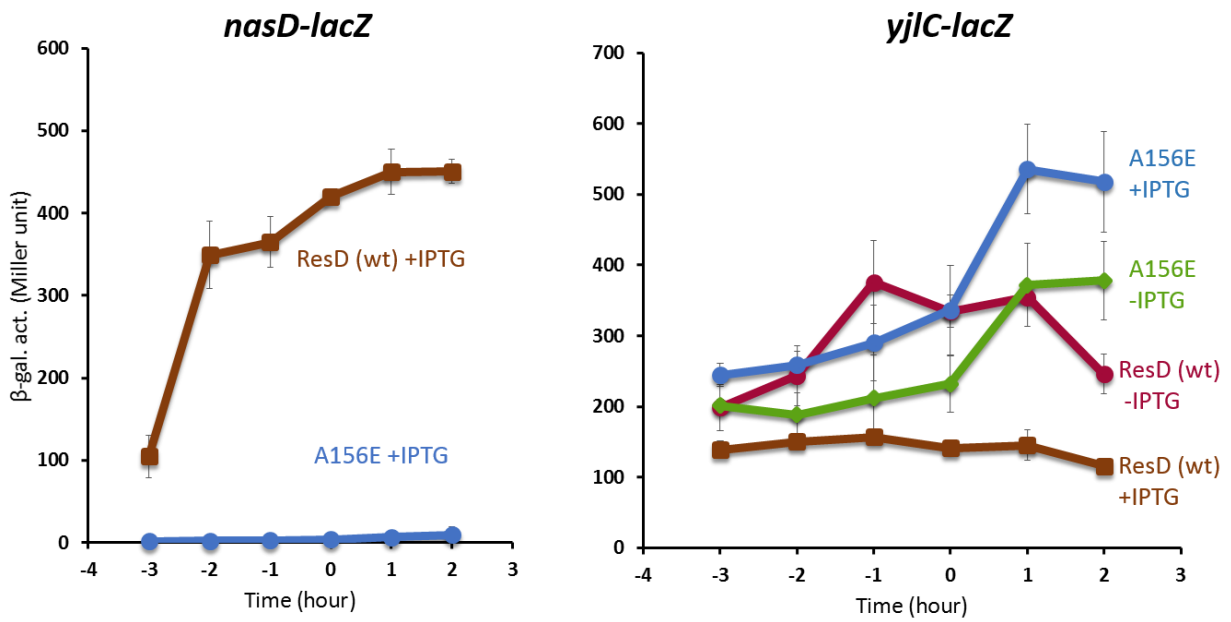 nasD-lacZ
600
500
400
300
200
100
0
β-gal. act. (Miller unit)
ResD (wt) +IPTG
A156E +IPTG
-4 -3 -2 -1 0 1 2 3
Time (hour)
yjlC-lacZ
700
600
500
400
300
200
100
0
A156E
+IPTG
A156E
-IPTG
ResD (wt)
-IPTG
ResD (wt)
+IPTG
-4 -3 -2 -1 0 1 2 3
Time (hour)